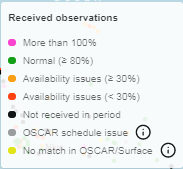 Received observations
More than 100%
Normal (≥ 80%)
Availability issues (≥ 30%)
Availability issues (< 30%)
Not received in period
OSCAR schedule issue
No match in OSCAR/Surface